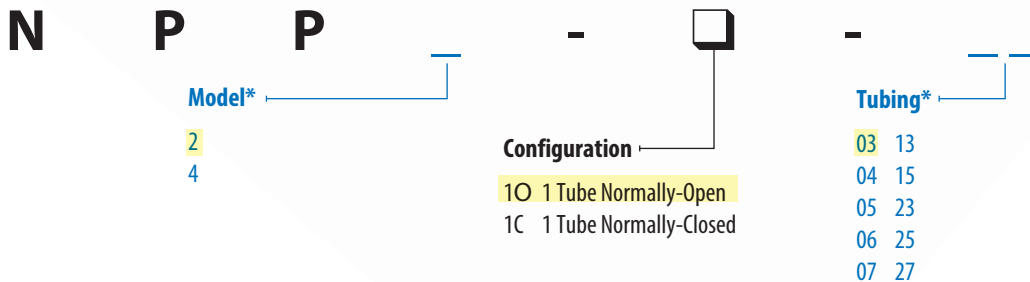 N P P _ - ❑ - _ _
Model*
2
4
Configuration
1O 1 Tube Normally-Open
1C 1 Tube Normally-Closed
Tubing*
03 13
04 15
05 23
06 25
07 27